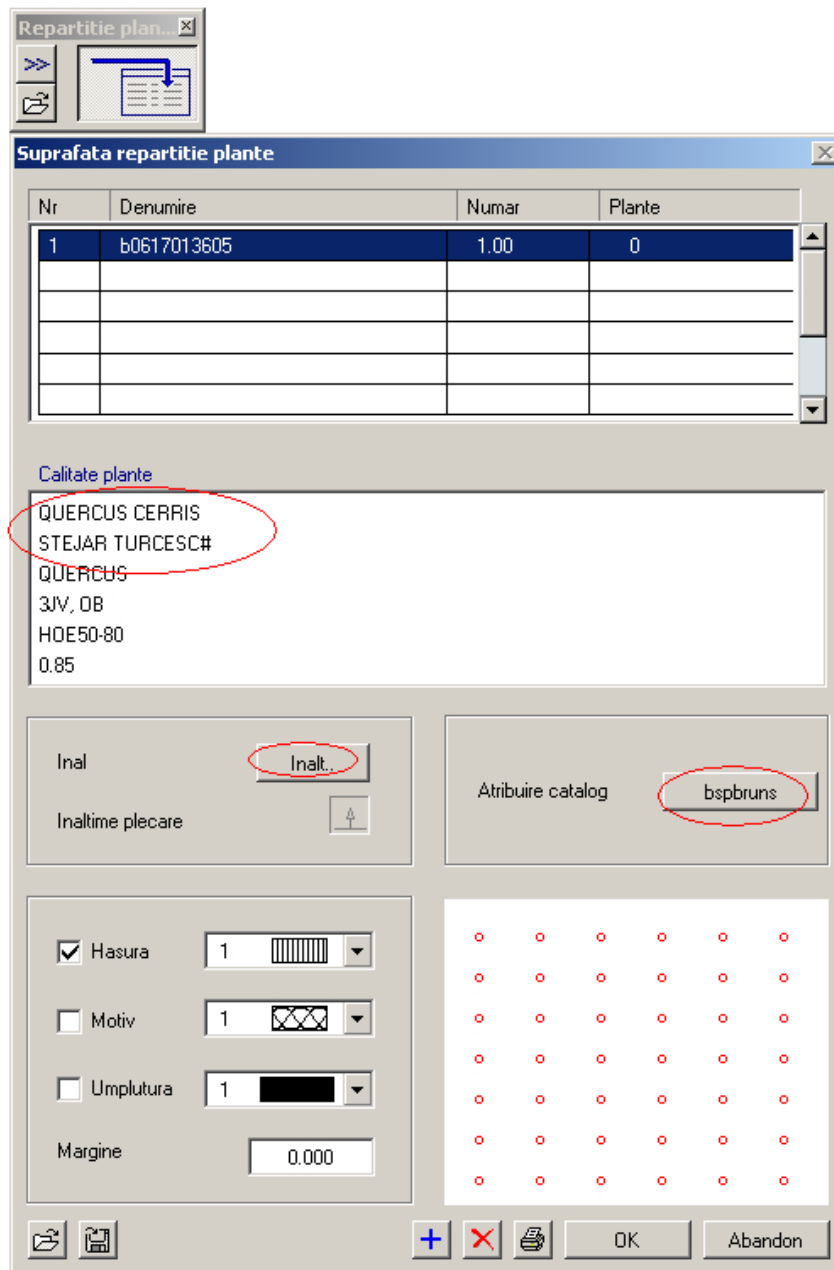 Repartitie plan...
>>
Suprafata repartitie plante
Nr Denumire Numar Plante
1 b0617013605 1.00 0
Calitate plante
QUERCUS CERRIS
STEJAR TURCESC#
QUERCUS
3JV, OB
HOE50-80
0.85
Inal Inalt..
Inaltime plecare
Atribuire catalog bspbruns
Hasura 1
Motiv 1
Umplutura 1
Margine 0.000
OK Abandon